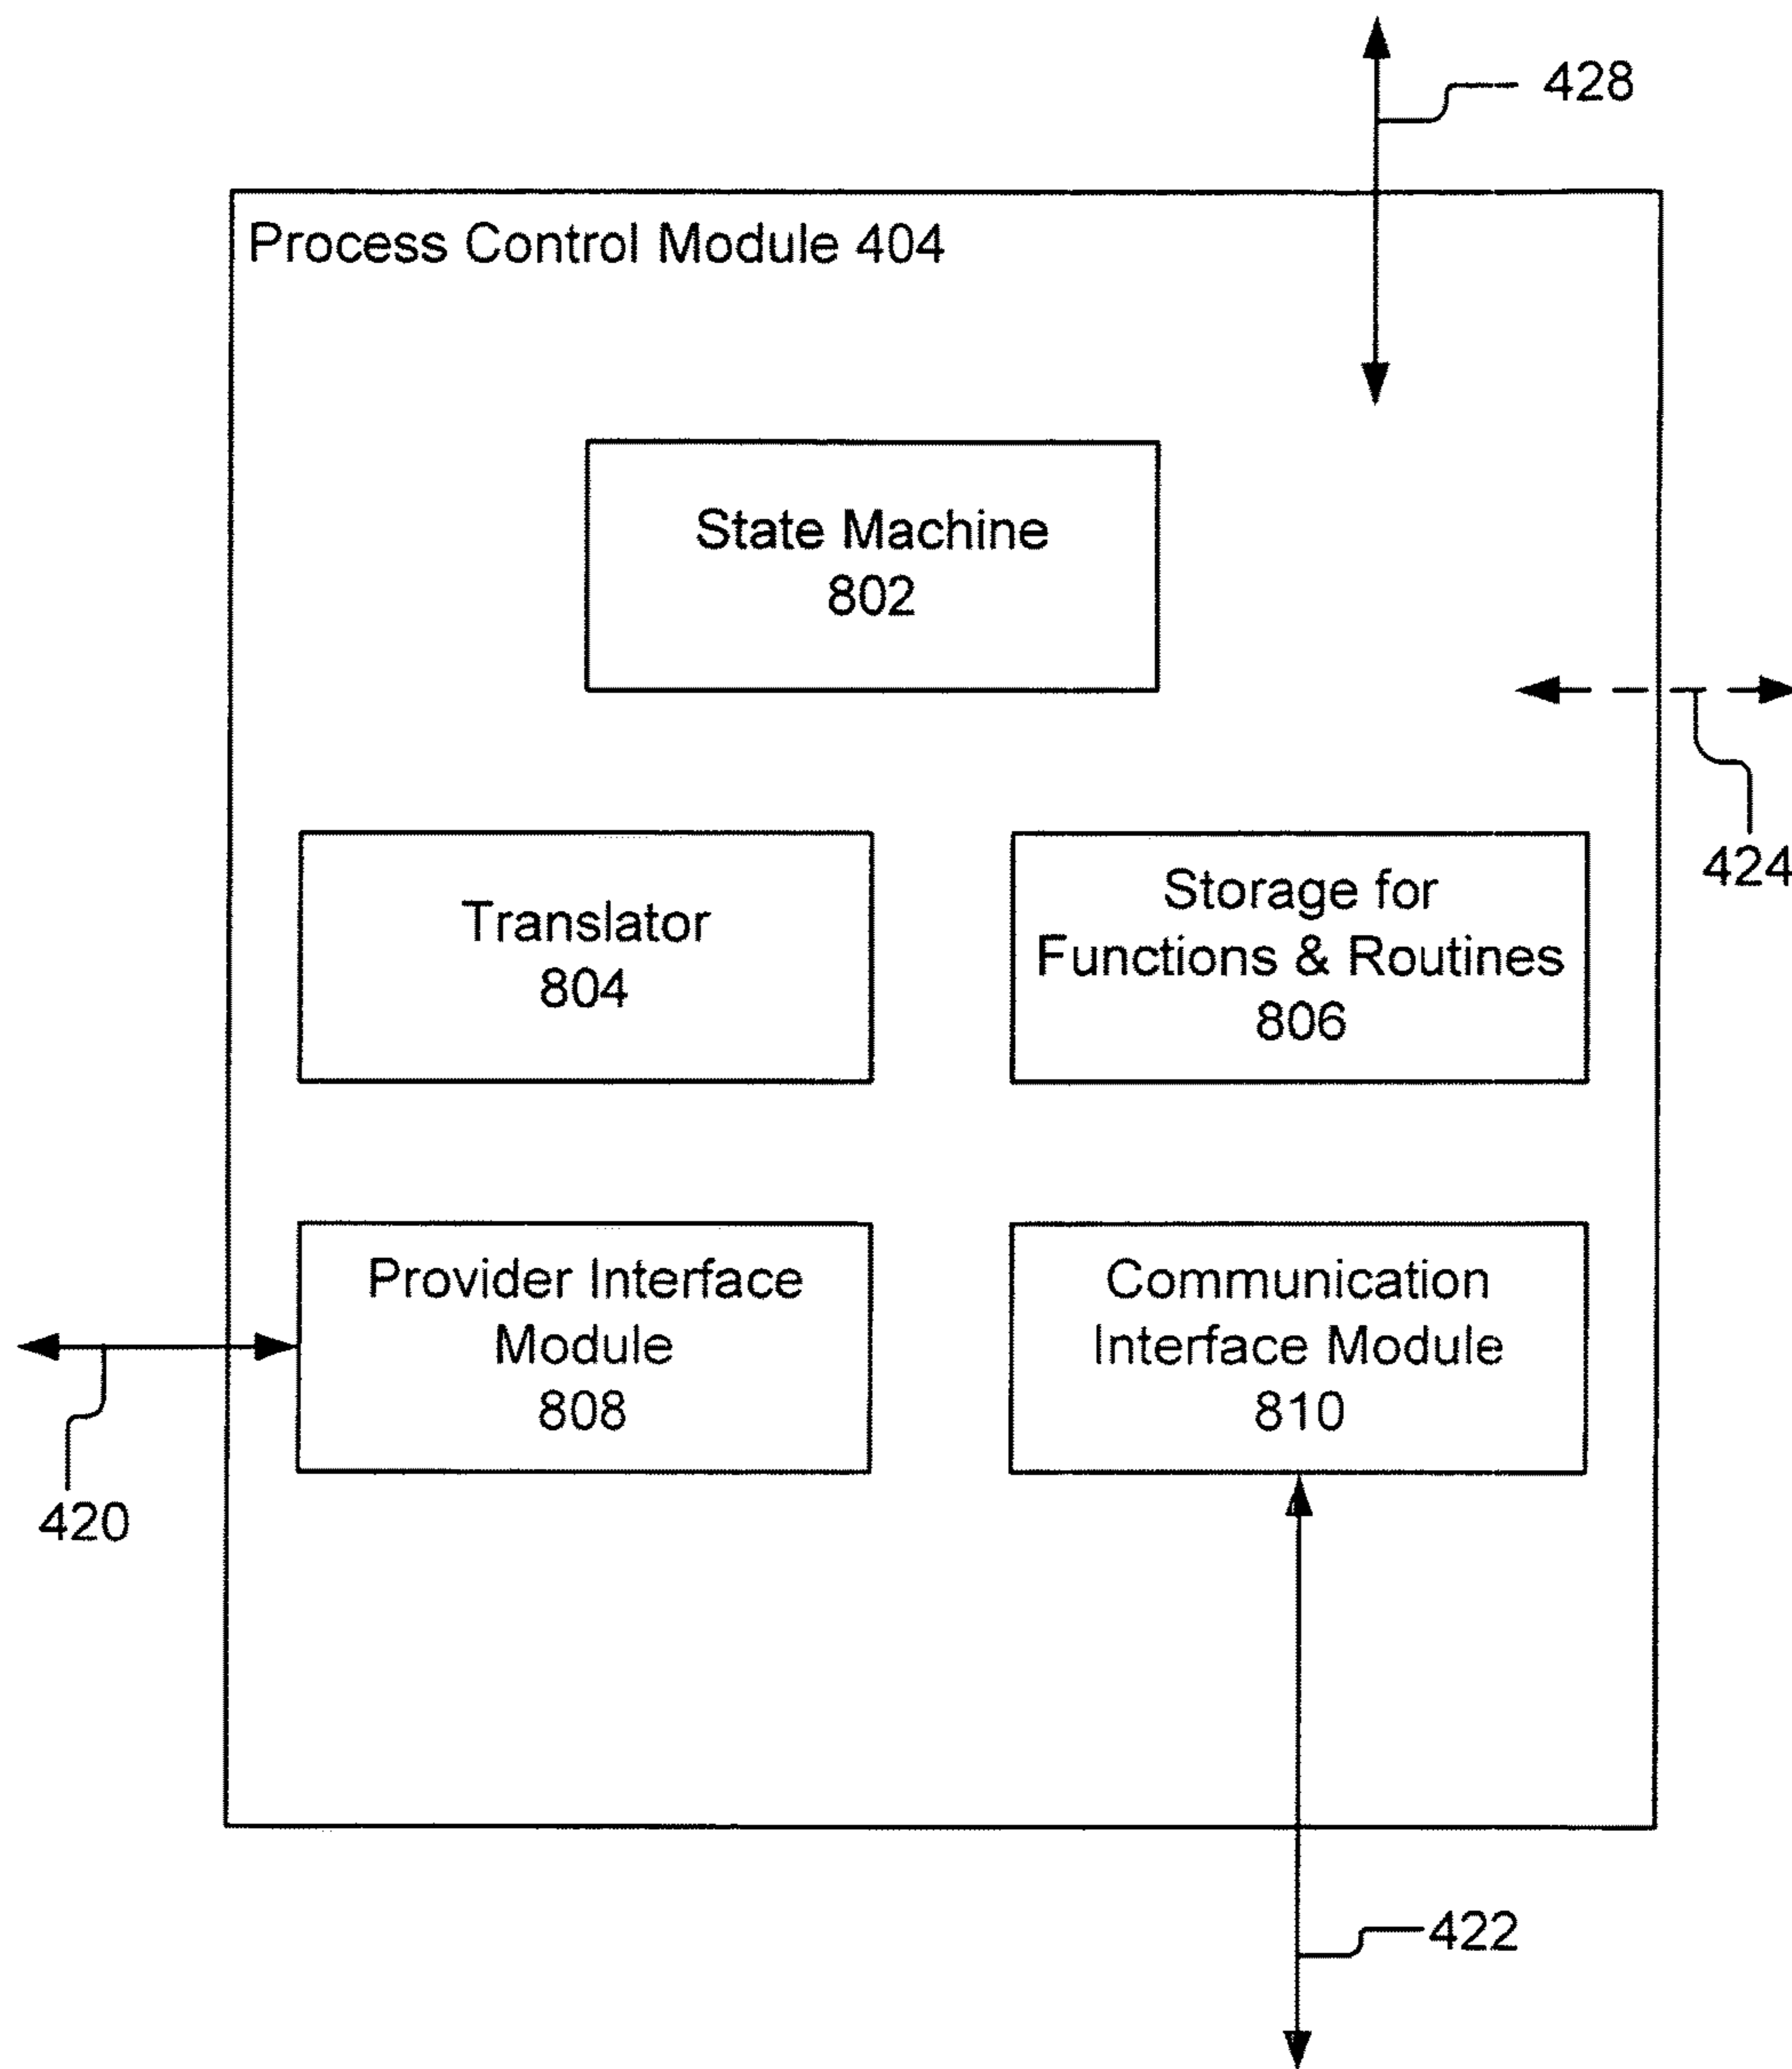 428
Process Control Module 404
State Machine
802
424
Translator
804
Storage for
Functions & Routines
806
Provider Interface
Module
808
Communication
Interface Module
810
420
422